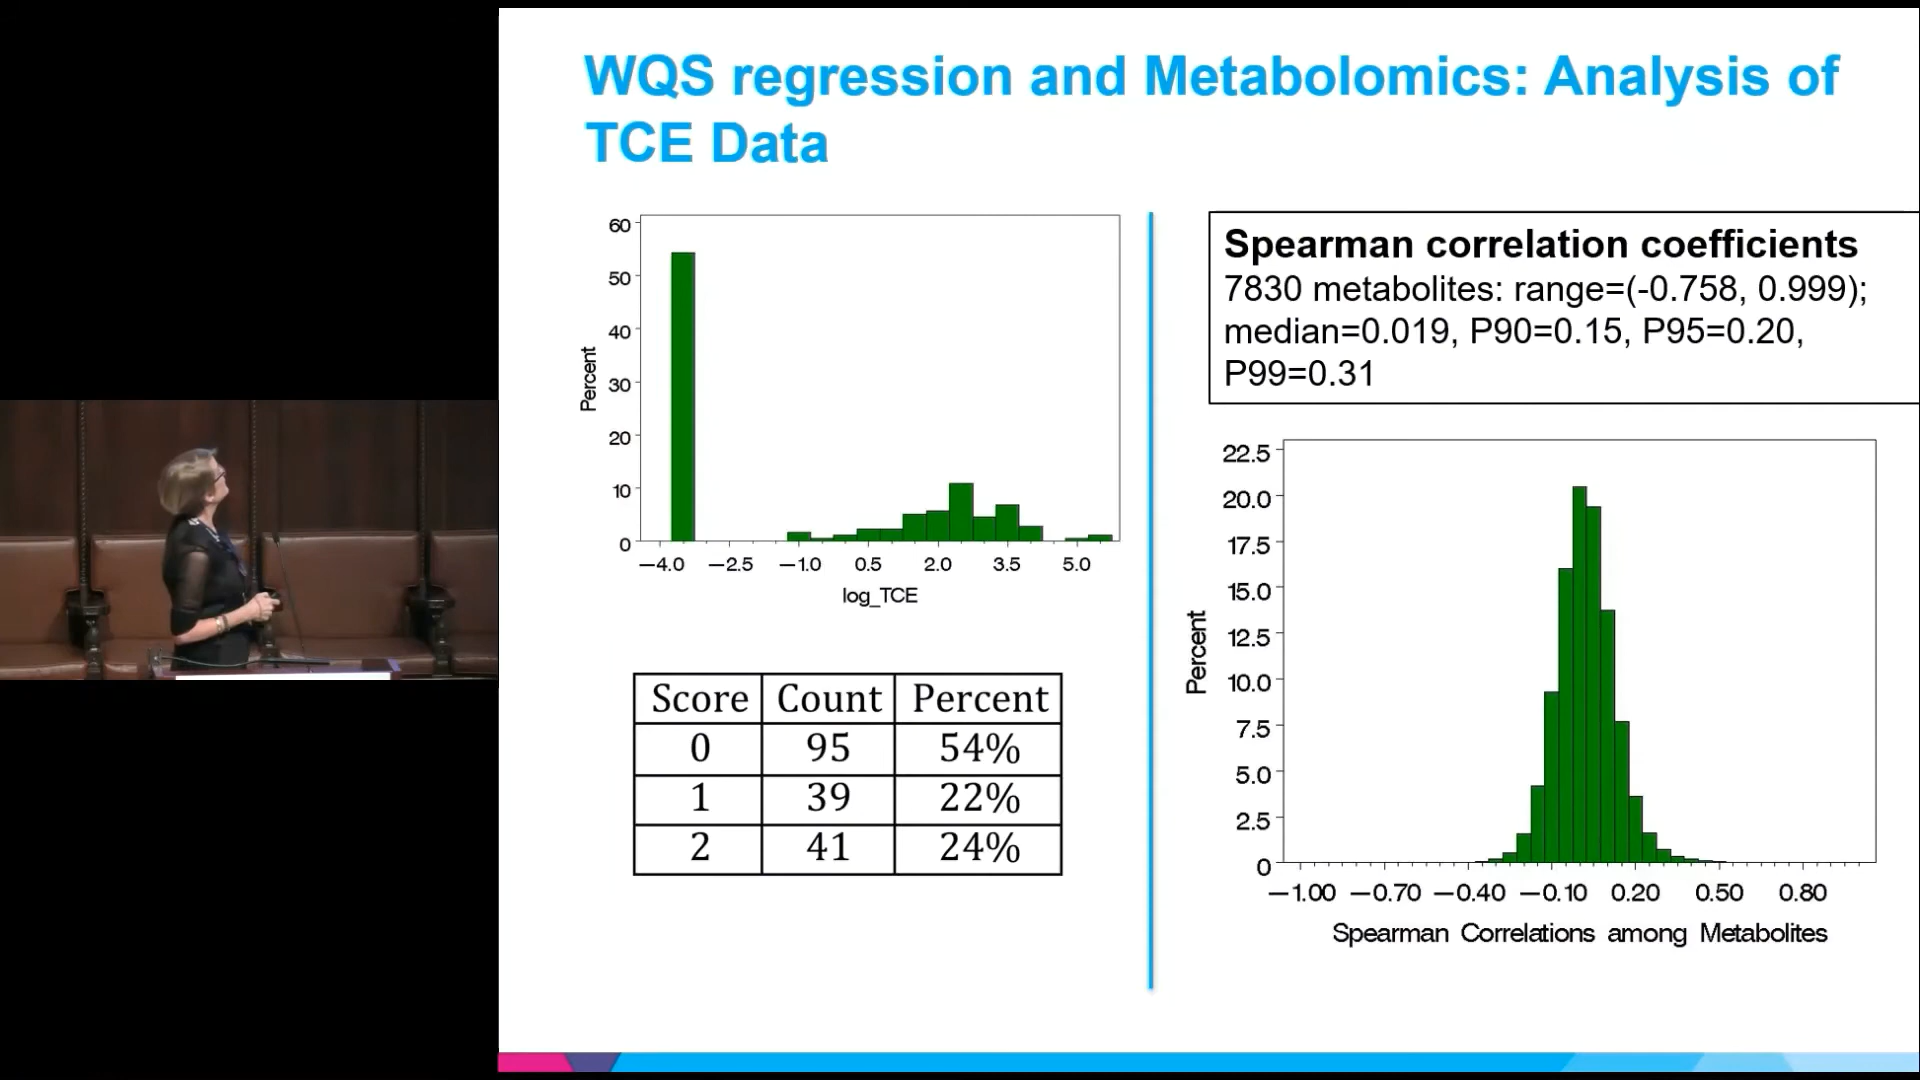 WQS regression and Metabolomics: Analysis of
TCE Data
60
50
40
30
20
10
0
Percent
−4.0 −2.5 −1.0 0.5 2.0 3.5 5.0
log_TCE
Score Count Percent
0 95 54%
1 39 22%
2 41 24%
Spearman correlation coefficients
7830 metabolites: range=(-0.758, 0.999);
median=0.019, P90=0.15, P95=0.20,
P99=0.31
22.5
20.0
17.5
15.0
12.5
10.0
7.5
5.0
2.5
0
Percent
−1.00 −0.70 −0.40 −0.10 0.20 0.50 0.80
Spearman Correlations among Metabolites